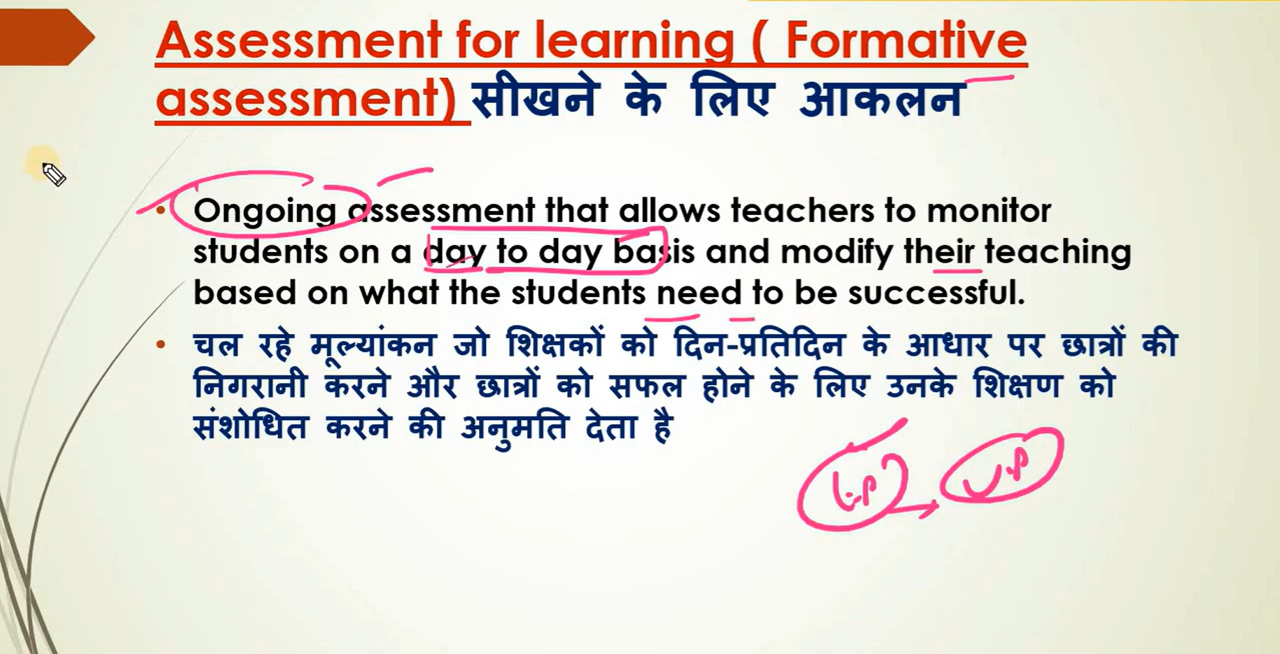 Assessment for learning ( Formative
assessment) सीखने के लिए आकलन
• Ongoing assessment that allows teachers to monitor
students on a day to day basis and modify their teaching
based on what the students need to be successful.
• चल रहे मूल्यांकन जो शिक्षकों को दिन-प्रतिदिन के आधार पर छात्रों की
निगरानी करने और छात्रों को सफल होने के लिए उनके शिक्षण को
संशोधित करने की अनुमति देता है
U.P